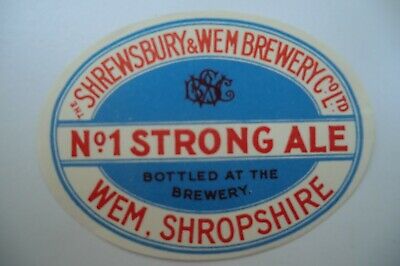 THE SHREWSBURY & WEM BREWERY Co LTD
Nº1 STRONG ALE
BOTTLED AT THE
BREWERY.
WEM, SHROPSHIRE